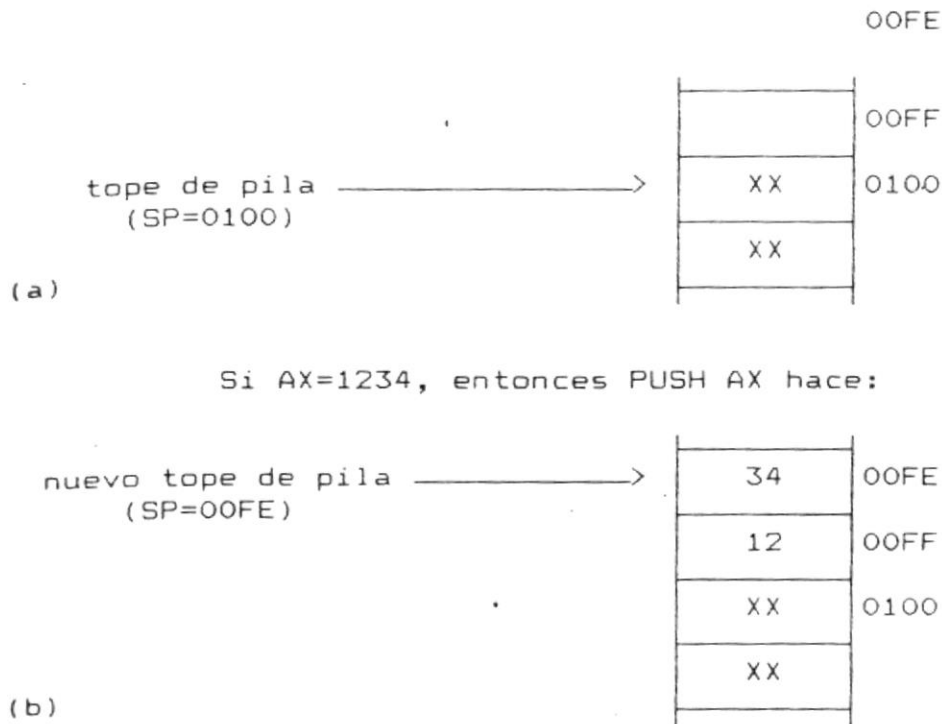 00FE
00FF
tope de pila XX 0100
(SP=0100)
XX
(a)
Si AX=1234, entonces PUSH AX hace:
nuevo tope de pila 34 00FE
(SP=00FE)
12 00FF
XX 0100
XX
(b)